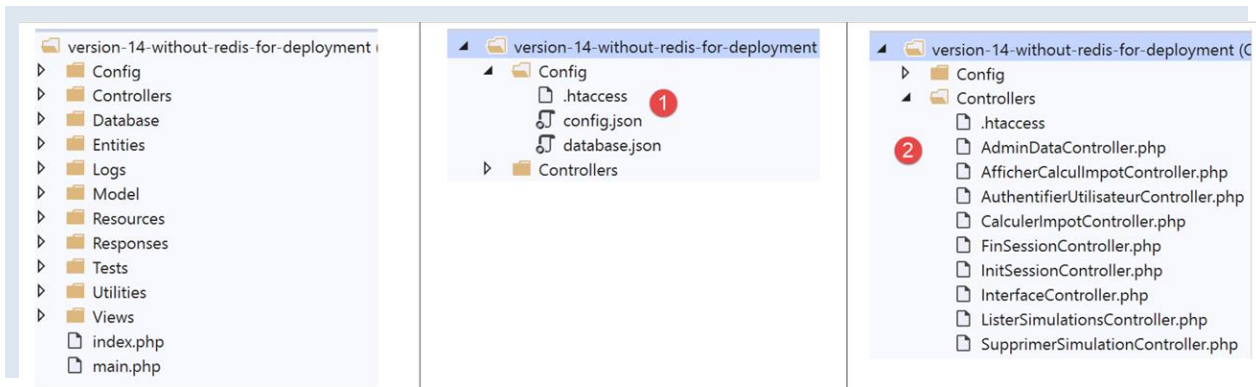 version-14-without-redis-for-deployment (
Config
Controllers
Database
Entities
Logs
Model
Resources
Responses
Tests
Utilities
Views
index.php
main.php
version-14-without-redis-for-deployment
Config
.htaccess
1
config.json
database.json
Controllers
version-14-without-redis-for-deployment (C
Config
Controllers
.htaccess
2
AdminDataController.php
AfficherCalculImpotController.php
AuthentifierUtilisateurController.php
CalculerImpotController.php
FinSessionController.php
InitSessionController.php
InterfaceController.php
ListerSimulationsController.php
SupprimerSimulationController.php